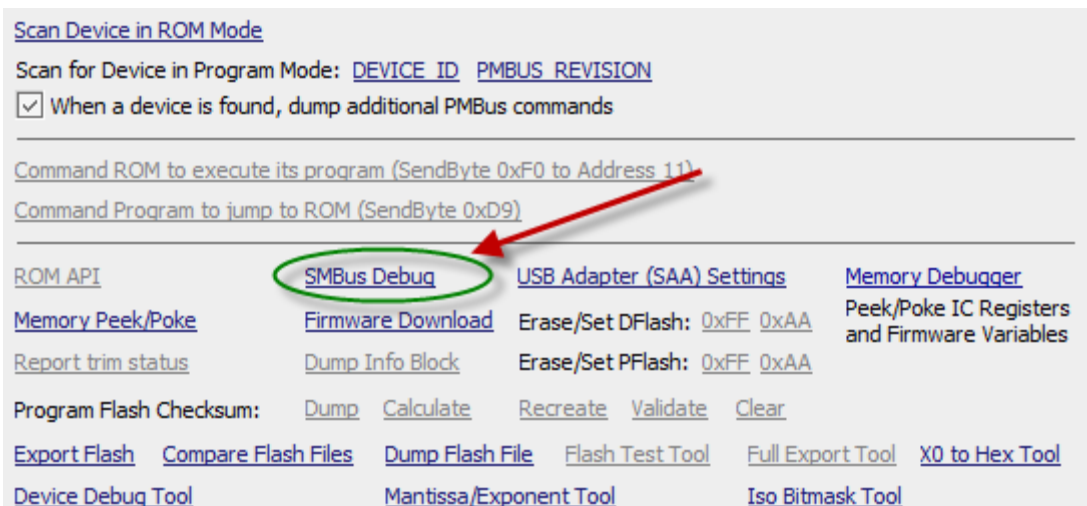 Scan Device in ROM Mode
Scan for Device in Program Mode: DEVICE_ID PMBUS_REVISION
When a device is found, dump additional PMBus commands
Command ROM to execute its program (SendByte 0xF0 to Address 11)
Command Program to jump to ROM (SendByte 0xD9)
ROM API SMBus Debug USB Adapter (SAA) Settings Memory Debugger
Memory Peek/Poke Firmware Download Erase/Set DFlash: 0xFF 0xAA Peek/Poke IC Registers
and Firmware Variables
Report trim status Dump Info Block Erase/Set PFlash: 0xFF 0xAA
Program Flash Checksum: Dump Calculate Recreate Validate Clear
Export Flash Compare Flash Files Dump Flash File Flash Test Tool Full Export Tool X0 to Hex Tool
Device Debug Tool Mantissa/Exponent Tool Iso Bitmask Tool